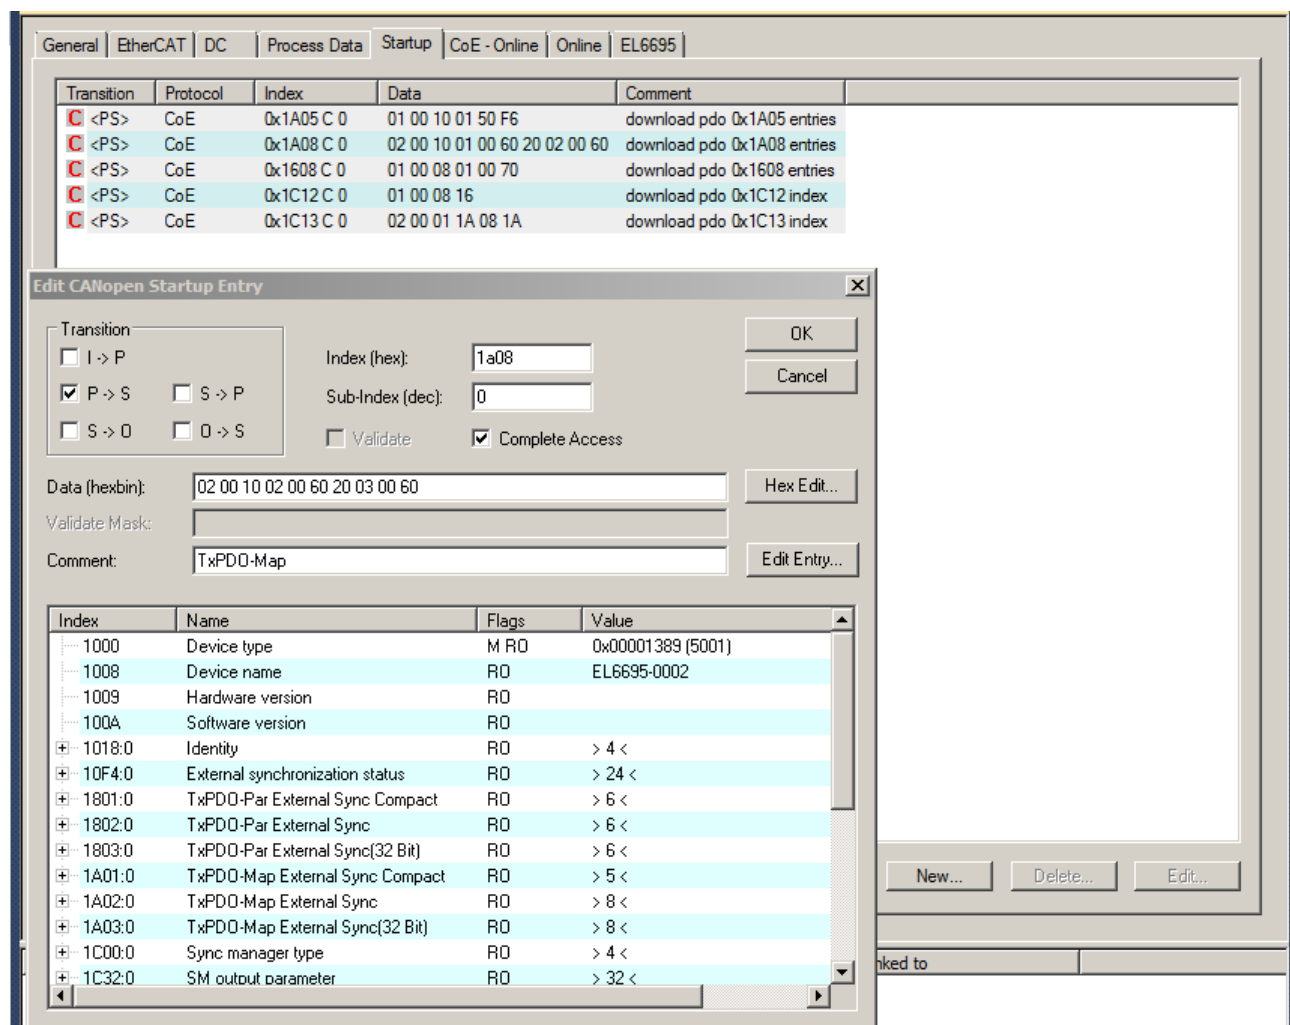 General EtherCAT DC Process Data Startup CoE - Online Online EL6695
Transition Protocol Index Data Comment
C <PS> CoE 0x1A05 C 0 01 00 10 01 50 F6 download pdo 0x1A05 entries
C <PS> CoE 0x1A08 C 0 02 00 10 01 00 60 20 02 00 60 download pdo 0x1A08 entries
C <PS> CoE 0x1608 C 0 01 00 08 01 00 70 download pdo 0x1608 entries
C <PS> CoE 0x1C12 C 0 01 00 08 16 download pdo 0x1C12 index
C <PS> CoE 0x1C13 C 0 02 00 01 1A 08 1A download pdo 0x1C13 index
Edit CANopen Startup Entry
Transition
I -> P
P -> S S -> P
S -> O O -> S
Index (hex): 1a08
Sub-Index (dec): 0
Validate Complete Access
OK
Cancel
Data (hexbin): 02 00 10 02 00 60 20 03 00 60 Hex Edit...
Validate Mask:
Comment: TxPDO-Map Edit Entry...
Index Name Flags Value
1000 Device type M RO 0x00001389 (5001)
1008 Device name RO EL6695-0002
1009 Hardware version RO
100A Software version RO
1018:0 Identity RO > 4 <
10F4:0 External synchronization status RO > 24 <
1801:0 TxPDO-Par External Sync Compact RO > 6 <
1802:0 TxPDO-Par External Sync RO > 6 <
1803:0 TxPDO-Par External Sync(32 Bit) RO > 6 <
1A01:0 TxPDO-Map External Sync Compact RO > 5 <
1A02:0 TxPDO-Map External Sync RO > 8 <
1A03:0 TxPDO-Map External Sync(32 Bit) RO > 8 <
1C00:0 Sync manager type RO > 4 <
1C32:0 SM output parameter RO > 32 <
New... Delete... Edit...
nked to